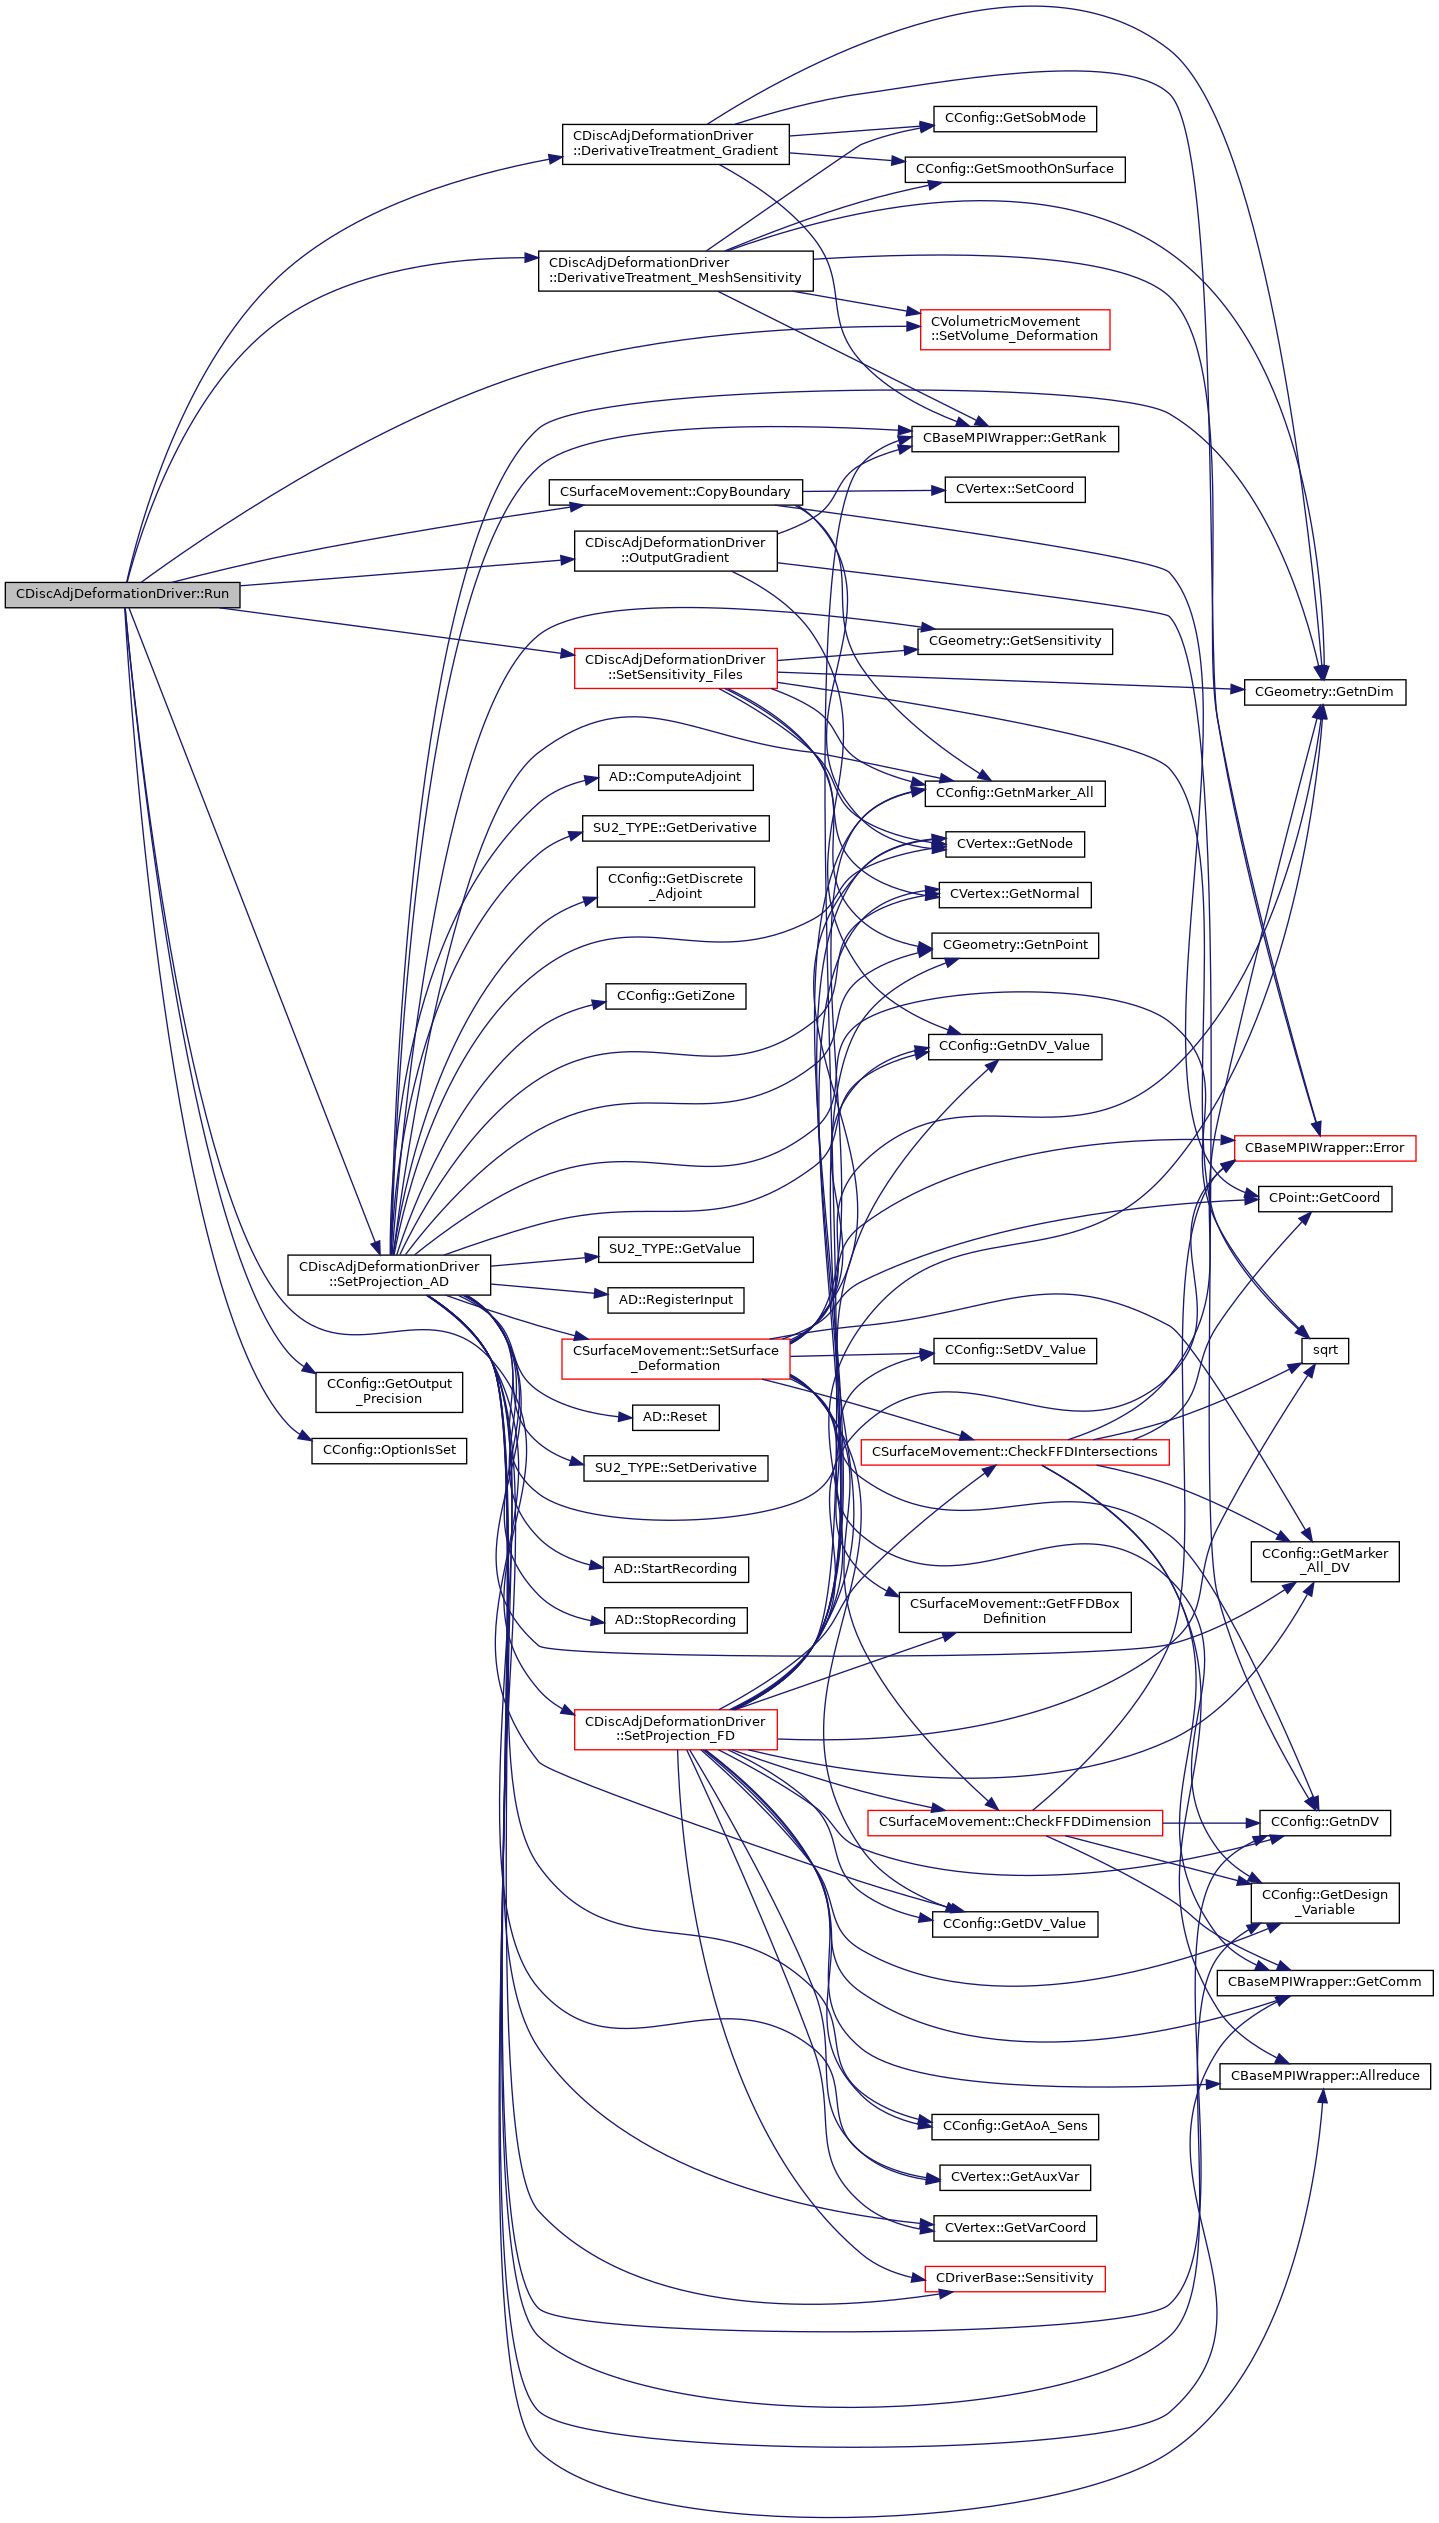 CDiscAdjDeformationDriver::Run
CDiscAdjDeformationDriver
::DerivativeTreatment_Gradient
CDiscAdjDeformationDriver
::DerivativeTreatment_MeshSensitivity
CSurfaceMovement::CopyBoundary
CDiscAdjDeformationDriver
::OutputGradient
CDiscAdjDeformationDriver
::SetSensitivity_Files
CDiscAdjDeformationDriver
::SetProjection_AD
CConfig::GetOutput
_Precision
CConfig::OptionIsSet
AD::ComputeAdjoint
SU2_TYPE::GetDerivative
CConfig::GetDiscrete
_Adjoint
CConfig::GetiZone
SU2_TYPE::GetValue
AD::RegisterInput
CSurfaceMovement::SetSurface
_Deformation
AD::Reset
SU2_TYPE::SetDerivative
AD::StartRecording
AD::StopRecording
CDiscAdjDeformationDriver
::SetProjection_FD
CConfig::GetSobMode
CConfig::GetSmoothOnSurface
CVolumetricMovement
::SetVolume_Deformation
CBaseMPIWrapper::GetRank
CVertex::SetCoord
CGeometry::GetSensitivity
CConfig::GetnMarker_All
CVertex::GetNode
CVertex::GetNormal
CGeometry::GetnPoint
CConfig::GetnDV_Value
CConfig::SetDV_Value
CSurfaceMovement::CheckFFDIntersections
CSurfaceMovement::GetFFDBox
Definition
CSurfaceMovement::CheckFFDDimension
CConfig::GetDV_Value
CConfig::GetAoA_Sens
CVertex::GetAuxVar
CVertex::GetVarCoord
CDriverBase::Sensitivity
CGeometry::GetnDim
CBaseMPIWrapper::Error
CPoint::GetCoord
sqrt
CConfig::GetMarker
_All_DV
CConfig::GetnDV
CConfig::GetDesign
_Variable
CBaseMPIWrapper::GetComm
CBaseMPIWrapper::Allreduce